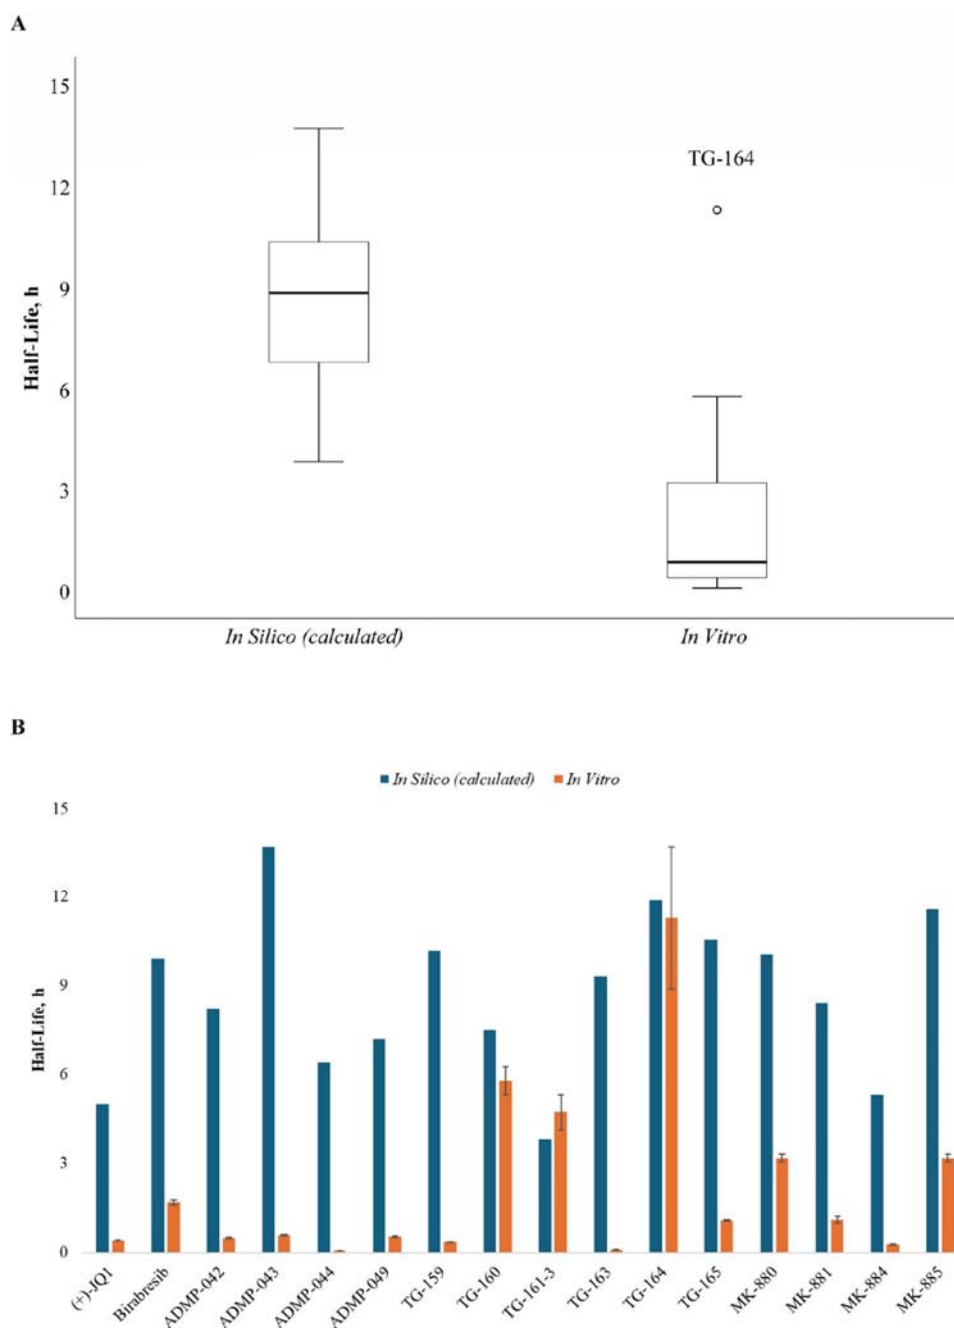 A
15
TG-164
12
9
Half-Life, h
6
3
0
In Silico (calculated)
In Vitro
B
In Silico (calculated)
In Vitro
15
12
9
Half-Life, h
6
3
0
(+)-JQ1
Birabresib
ADMP-042
ADMP-043
ADMP-044
ADMP-049
TG-159
TG-160
TG-161-3
TG-163
TG-164
TG-165
MK-880
MK-881
MK-884
MK-885